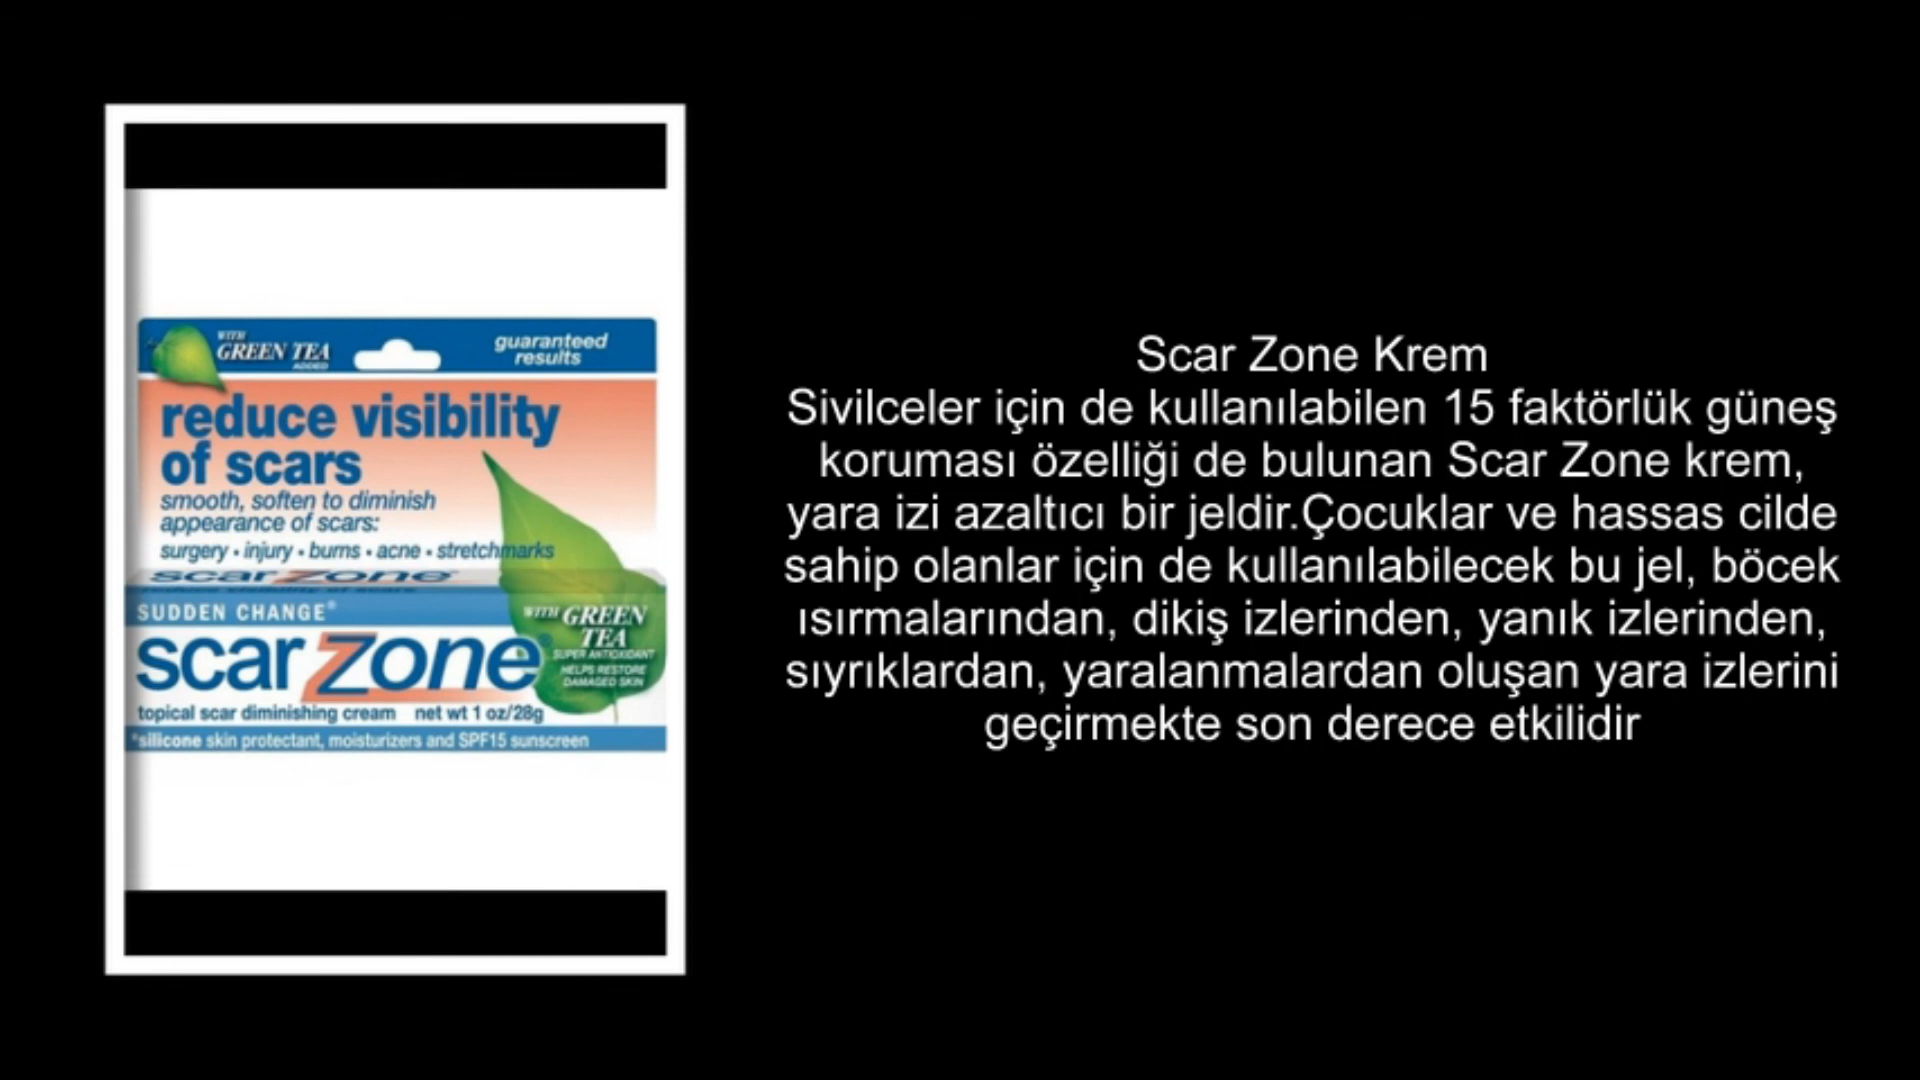 WITH
GREEN TEA
ADDED
guaranteed
results
reduce visibility
of scars
smooth, soften to diminish
appearance of scars:
surgery • injury • burns • acne • stretchmarks
scar zone
SUDDEN CHANGE®
scar zone
WITH GREEN
TEA
SUPER ANTIOXIDANT
HELPS RESTORE
DAMAGED SKIN
topical scar diminishing cream net wt 1 oz/28g
*silicone skin protectant, moisturizers and SPF15 sunscreen
Scar Zone Krem
Sivilceler için de kullanılabilen 15 faktörlük güneş
koruması özelliği de bulunan Scar Zone krem,
yara izi azaltıcı bir jeldir.Çocuklar ve hassas cilde
sahip olanlar için de kullanılabilecek bu jel, böcek
ısırmalarından, dikiş izlerinden, yanık izlerinden,
sıyrıklardan, yaralanmalardan oluşan yara izlerini
geçirmekte son derece etkilidir